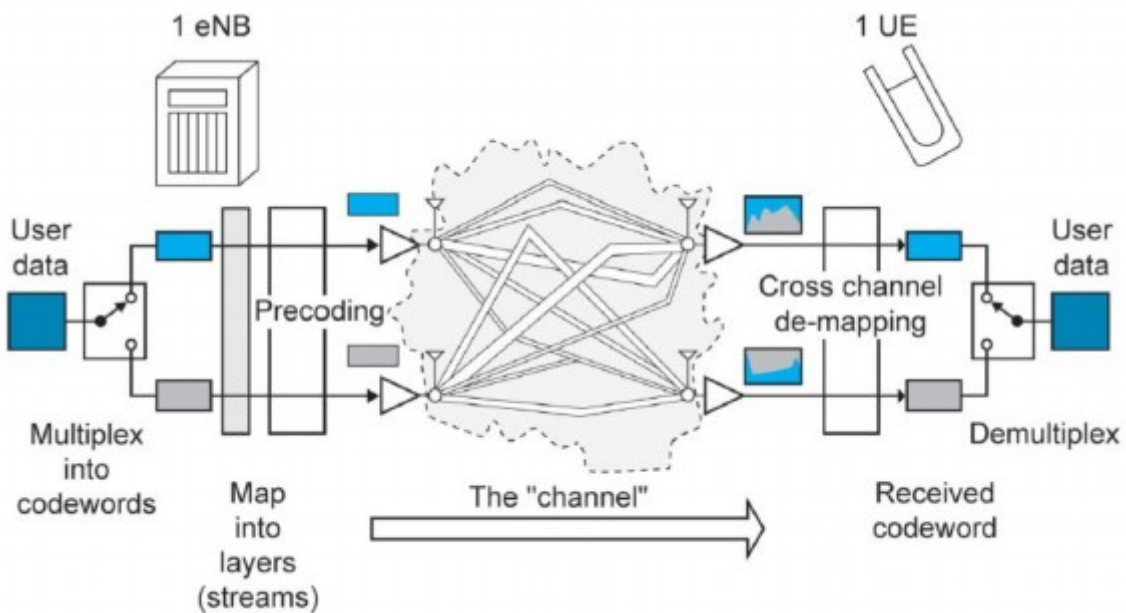 1 eNB
1 UE
User
data
Precoding
Cross channel
de-mapping
User
data
Multiplex
into
codewords
Map
into
layers
(streams)
The "channel"
Received
codeword
Demultiplex